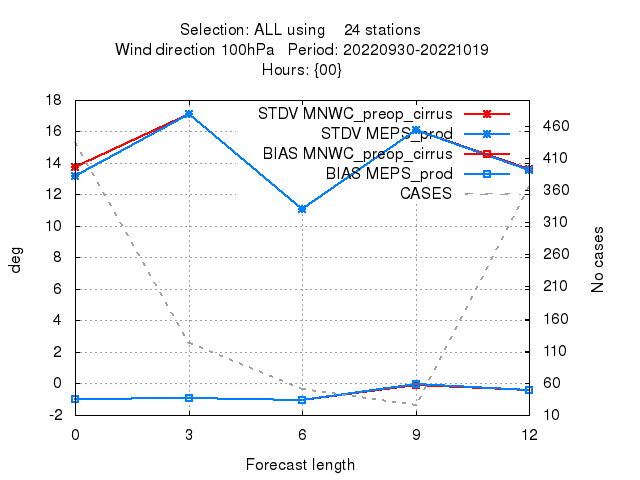 Selection: ALL using 24 stations
Wind direction 100hPa Period: 20220930-20221019
Hours: {00}
STDV MNWC_preop_cirrus
STDV MEPS_prod
BIAS MNWC_preop_cirrus
BIAS MEPS_prod
CASES
18
16
14
12
10
8
6
4
2
0
-2
deg
460
410
360
310
260
210
160
110
60
10
No cases
0 3 6 9 12
Forecast length